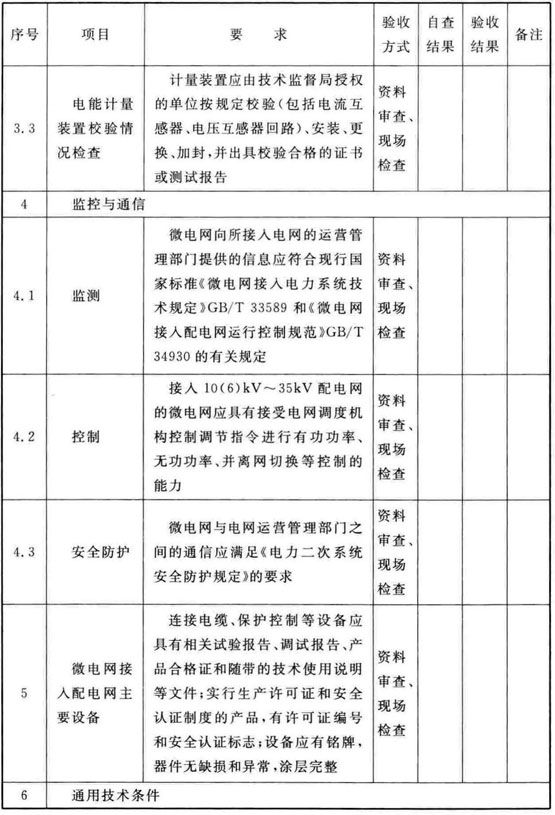 序号 项目 要 求 验收方式 自查结果 验收结果 备注
3.3
电能计量
装置校验情
况检查
计量装置应由技术监督局授权
的单位按规定校验(包括电流互
感器、电压互感器回路)、安装、更
换、加封,并出具校验合格的证书
或测试报告
资料
审查、
现场
检查
4 监控与通信
4.1
监测
微电网向所接入电网的运营管
理部门提供的信息应符合现行国
家标准《微电网接入电力系统技
术规定》GB/T 33589 和《微电网
接入配电网运行控制规范》GB/T
34930 的有关规定
资料
审查、
现场
检查
4.2
控制
接入 10(6)kV～35kV 配电网
的微电网应具有接受电网调度机
构控制调节指令进行有功功率、
无功功率、并离网切换等控制的
能力
资料
审查、
现场
检查
4.3
安全防护
微电网与电网运营管理部门之
间的通信应满足《电力二次系统
安全防护规定》的要求
资料
审查、
现场
检查
5
微电网接
入配电网主
要设备
连接电缆、保护控制等设备应
具有相关试验报告、调试报告、产
品合格证和随带的技术使用说明
等文件;实行生产许可证和安全
认证制度的产品,有许可证编号
和安全认证标志;设备应有铭牌,
器件无缺损和异常,涂层完整
资料
审查、
现场
检查
6 通用技术条件